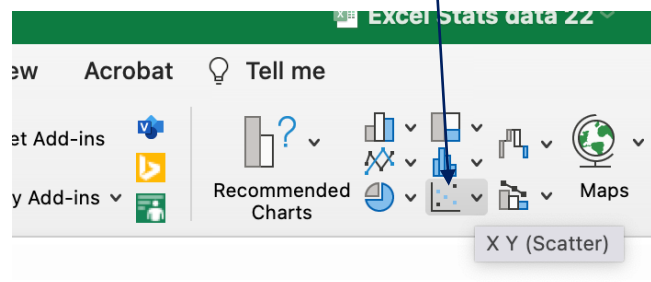 Excel Stats data 22
ew Acrobat Tell me
et Add-ins
y Add-ins
Recommended
Charts
Maps
X Y (Scatter)